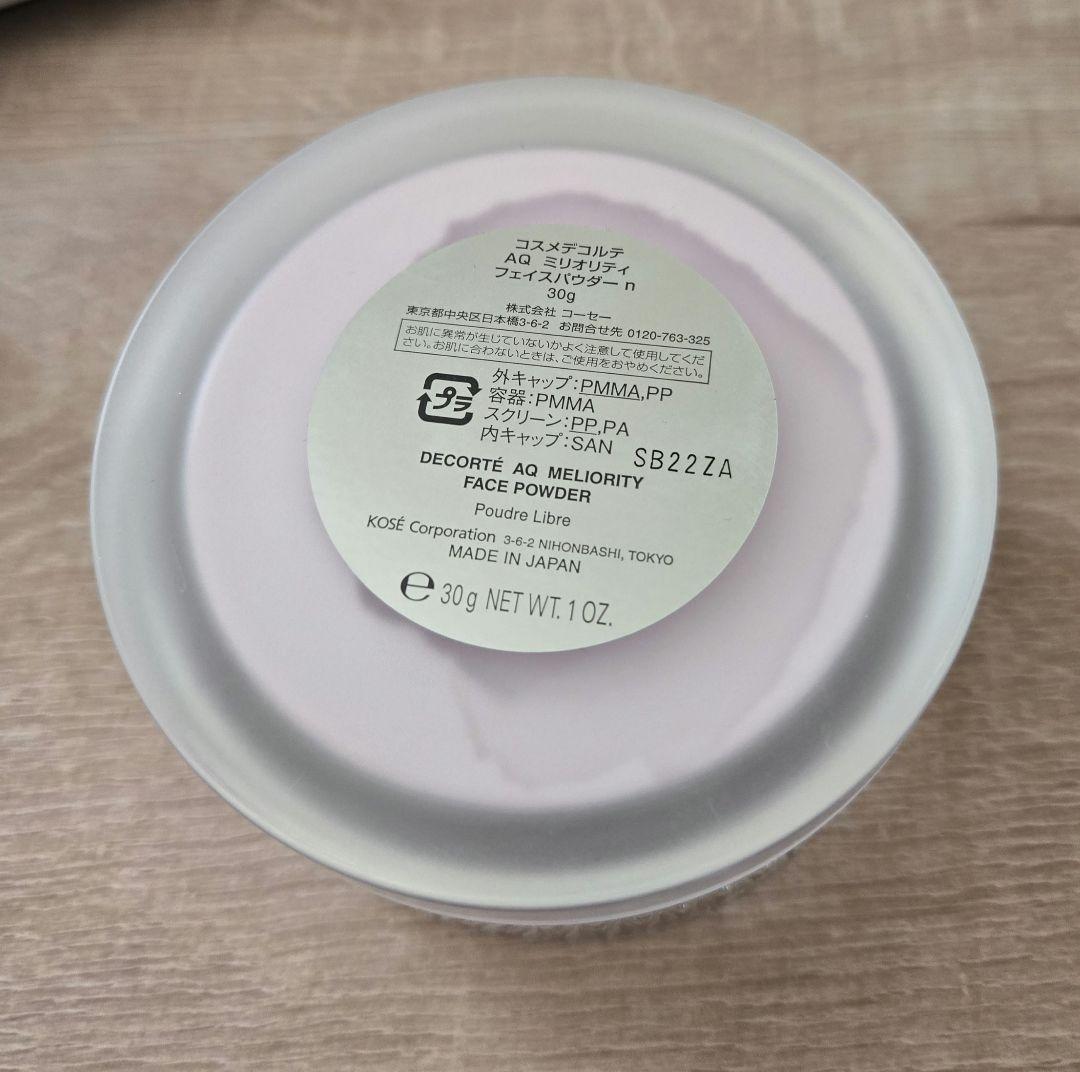 コスメデコルテ
AQ ミリオリティ
フェイスパウダー n
30g
株式会社 コーセー
東京都中央区日本橋3-6-2 お問合せ先 0120-763-325
お肌に異常が生じていないかよく注意して使用してくだ
さい。お肌に合わないときは、ご使用をおやめください。
プラ
外キャップ:PMMA,PP
容器:PMMA
スクリーン:PP,PA
内キャップ:SAN
SB22ZA
DECORTÉ AQ MELIORITY
FACE POWDER
Poudre Libre
KOSÉ Corporation 3-6-2 NIHONBASHI, TOKYO
MADE IN JAPAN
℮ 30g NET WT. 1 OZ.